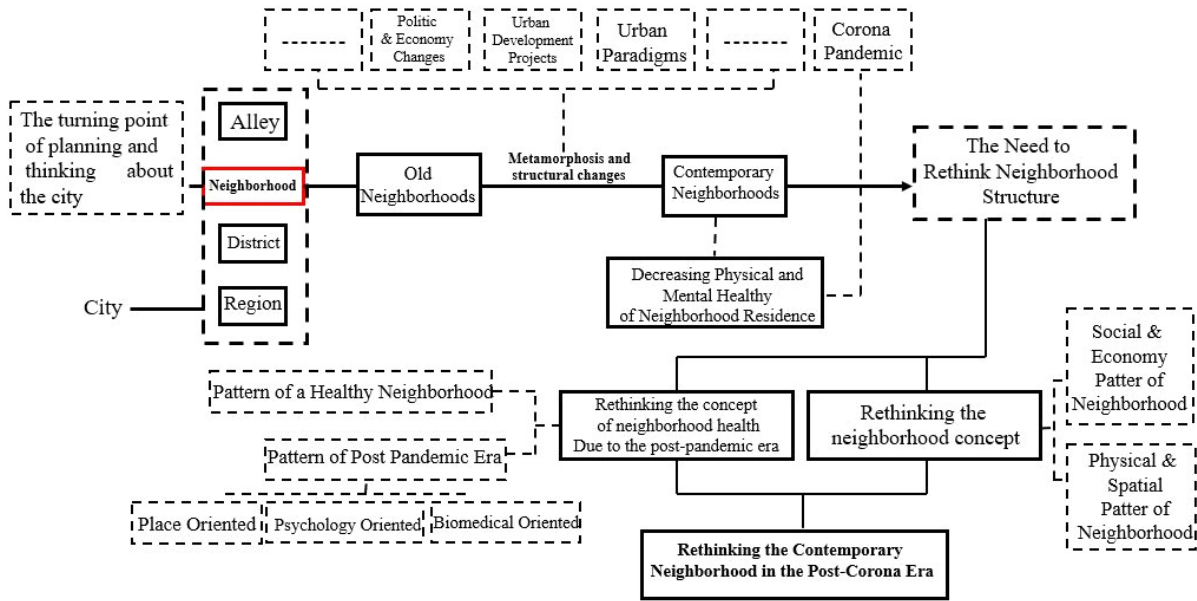 Politic
& Economy
Changes
Urban
Development
Projects
Urban
Paradigms
Corona
Pandemic
The turning point
of planning and
thinking about
the city
Alley
Neighborhood
District
Region
City
Old
Neighborhoods
Metamorphosis and
structural changes
Contemporary
Neighborhoods
The Need to
Rethink Neighborhood
Structure
Decreasing Physical and
Mental Healthy
of Neighborhood Residence
Pattern of a Healthy Neighborhood
Pattern of Post Pandemic Era
Place Oriented
Psychology Oriented
Biomedical Oriented
Rethinking the concept
of neighborhood health
Due to the post-pandemic era
Rethinking the
neighborhood concept
Social &
Economy
Patter of
Neighborhood
Physical &
Spatial
Patter of
Neighborhood
Rethinking the Contemporary
Neighborhood in the Post-Corona Era